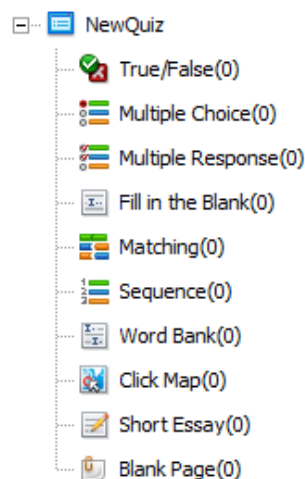 NewQuiz
True/False(0)
Multiple Choice(0)
Multiple Response(0)
Fill in the Blank(0)
Matching(0)
Sequence(0)
Word Bank(0)
Click Map(0)
Short Essay(0)
Blank Page(0)